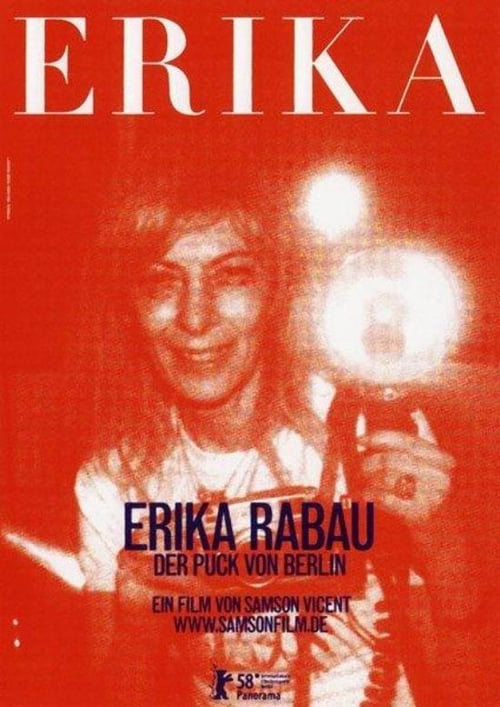 ERIKA
ERIKA RABAU
DER PUCK VON BERLIN
EIN FILM VON SAMSON VICENT
WWW.SAMSONFILM.DE
58
Panorama